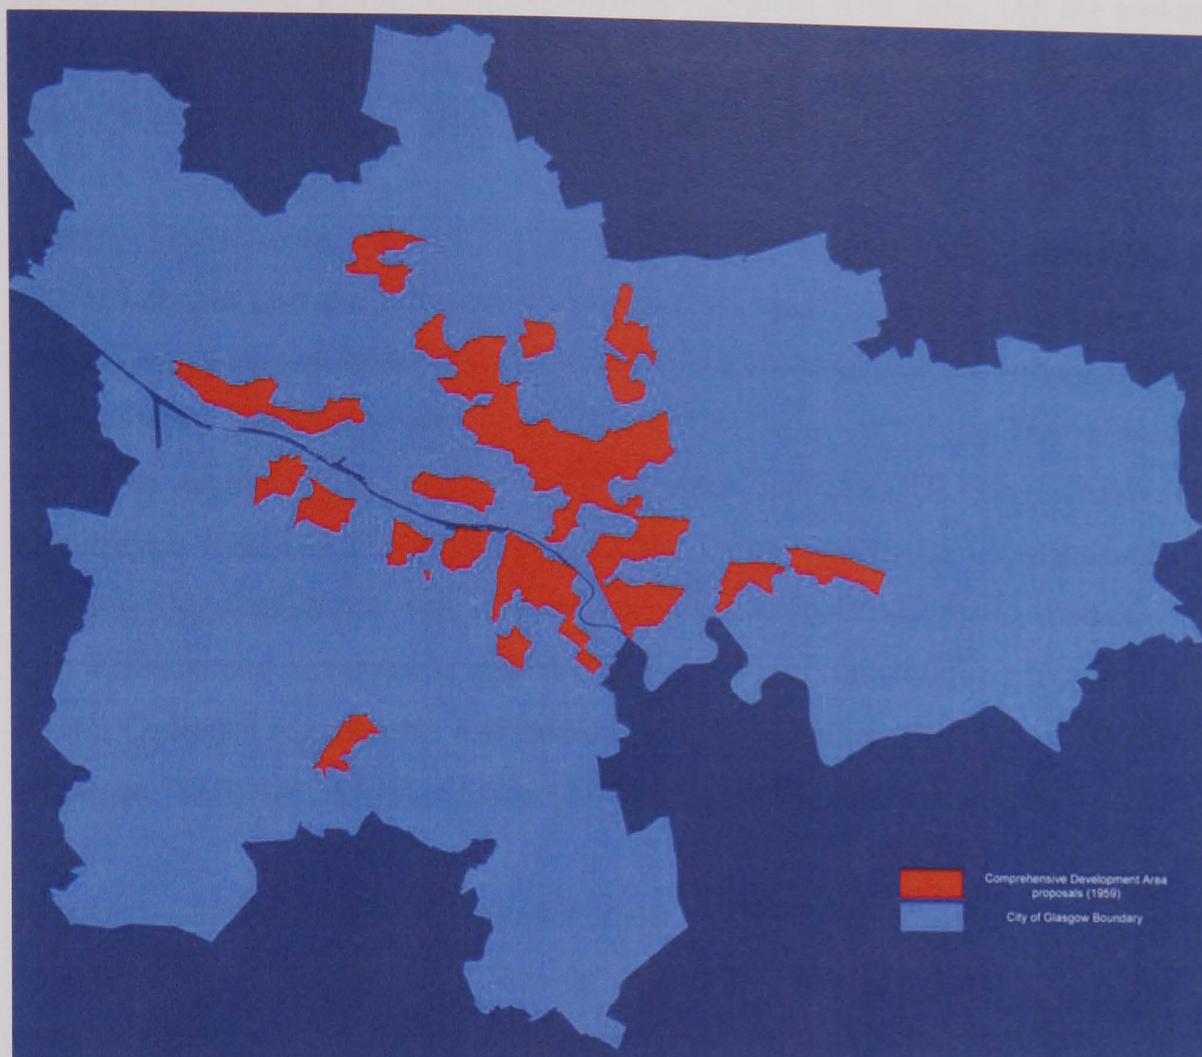 Comprehensive Development Area
proposals (1959)
City of Glasgow Boundary